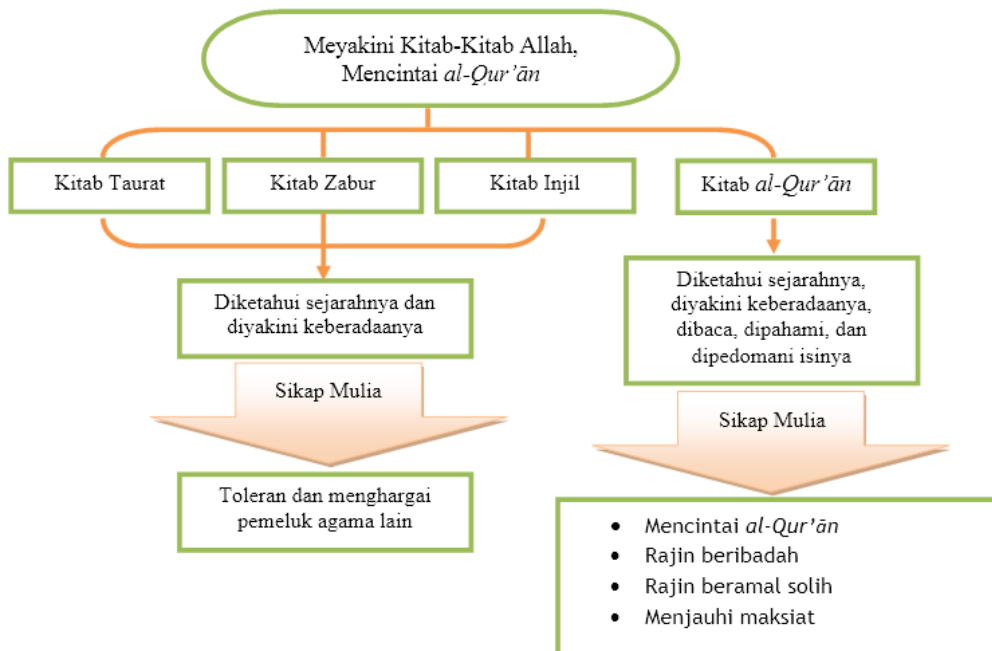 Meyakini Kitab-Kitab Allah,
Mencintai al-Qur’ān
Kitab Taurat
Kitab Zabur
Kitab Injil
Kitab al-Qur’ān
Diketahui sejarahnya dan
diyakini keberadaanya
Diketahui sejarahnya,
diyakini keberadaanya,
dibaca, dipahami, dan
dipedomani isinya
Sikap Mulia
Sikap Mulia
Toleran dan menghargai
pemeluk agama lain
• Mencintai al-Qur’ān
• Rajin beribadah
• Rajin beramal solih
• Menjauhi maksiat